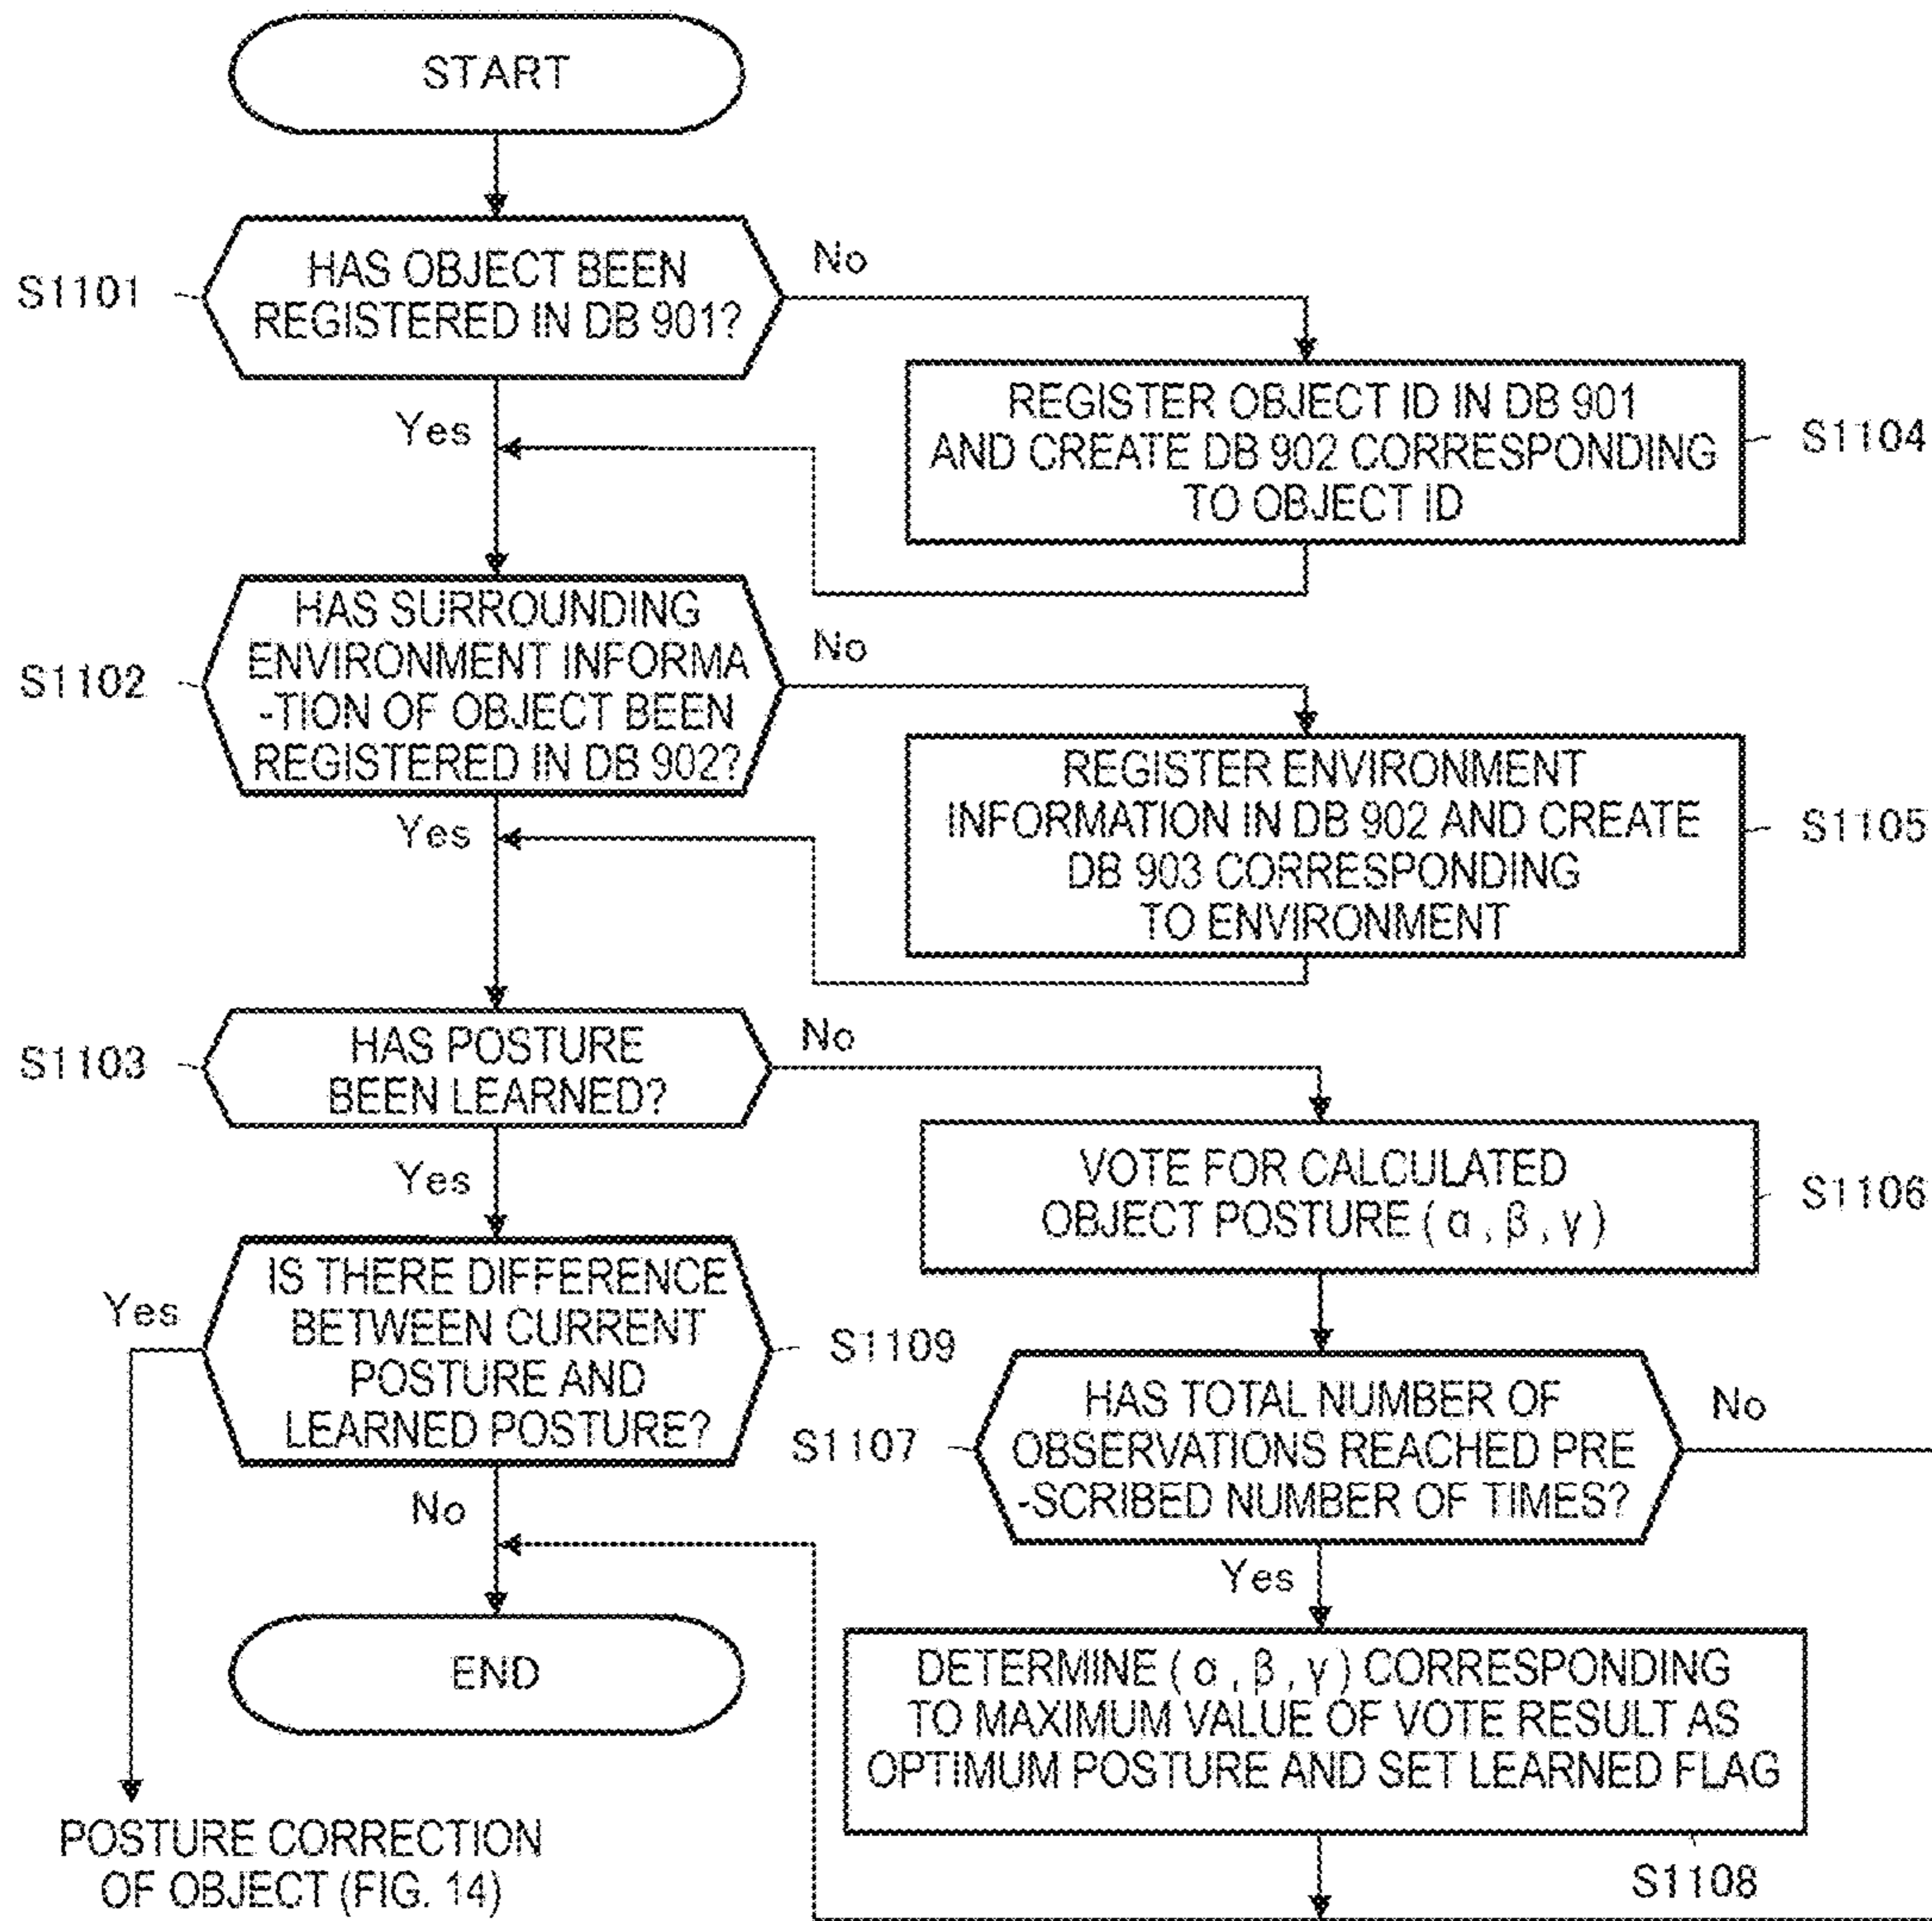 START
S1101
HAS OBJECT BEEN
REGISTERED IN DB 901?
No
Yes
REGISTER OBJECT ID IN DB 901
AND CREATE DB 902 CORRESPONDING
TO OBJECT ID
S1104
S1102
HAS SURROUNDING
ENVIRONMENT INFORMA
-TION OF OBJECT BEEN
REGISTERED IN DB 902?
No
Yes
REGISTER ENVIRONMENT
INFORMATION IN DB 902 AND CREATE
DB 903 CORRESPONDING
TO ENVIRONMENT
S1105
S1103
HAS POSTURE
BEEN LEARNED?
No
Yes
VOTE FOR CALCULATED
OBJECT POSTURE (α, β, γ)
S1106
IS THERE DIFFERENCE
BETWEEN CURRENT
POSTURE AND
LEARNED POSTURE?
Yes
S1109
No
S1107
HAS TOTAL NUMBER OF
OBSERVATIONS REACHED PRE
-SCRIBED NUMBER OF TIMES?
No
Yes
END
DETERMINE (α, β, γ) CORRESPONDING
TO MAXIMUM VALUE OF VOTE RESULT AS
OPTIMUM POSTURE AND SET LEARNED FLAG
S1108
POSTURE CORRECTION
OF OBJECT (FIG. 14)